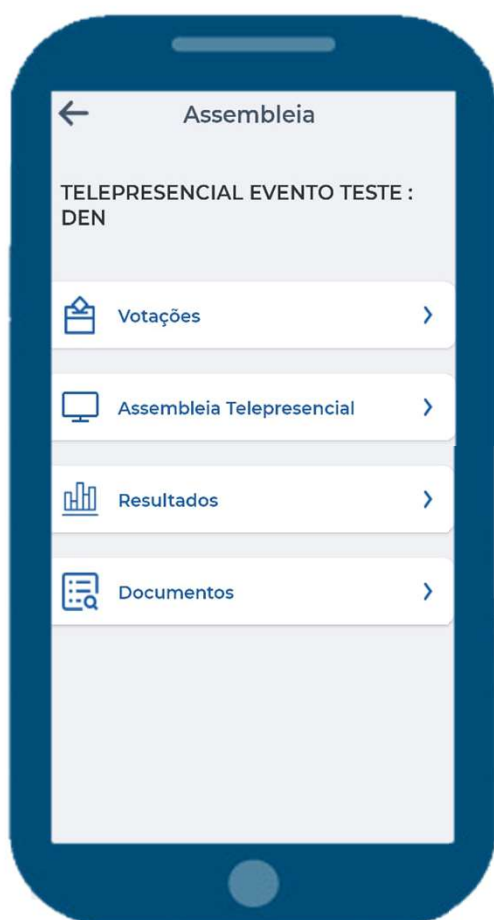 Assembleia
TELEPRESENCIAL EVENTO TESTE :
DEN
Votações
Assembleia Telepresencial
Resultados
Documentos